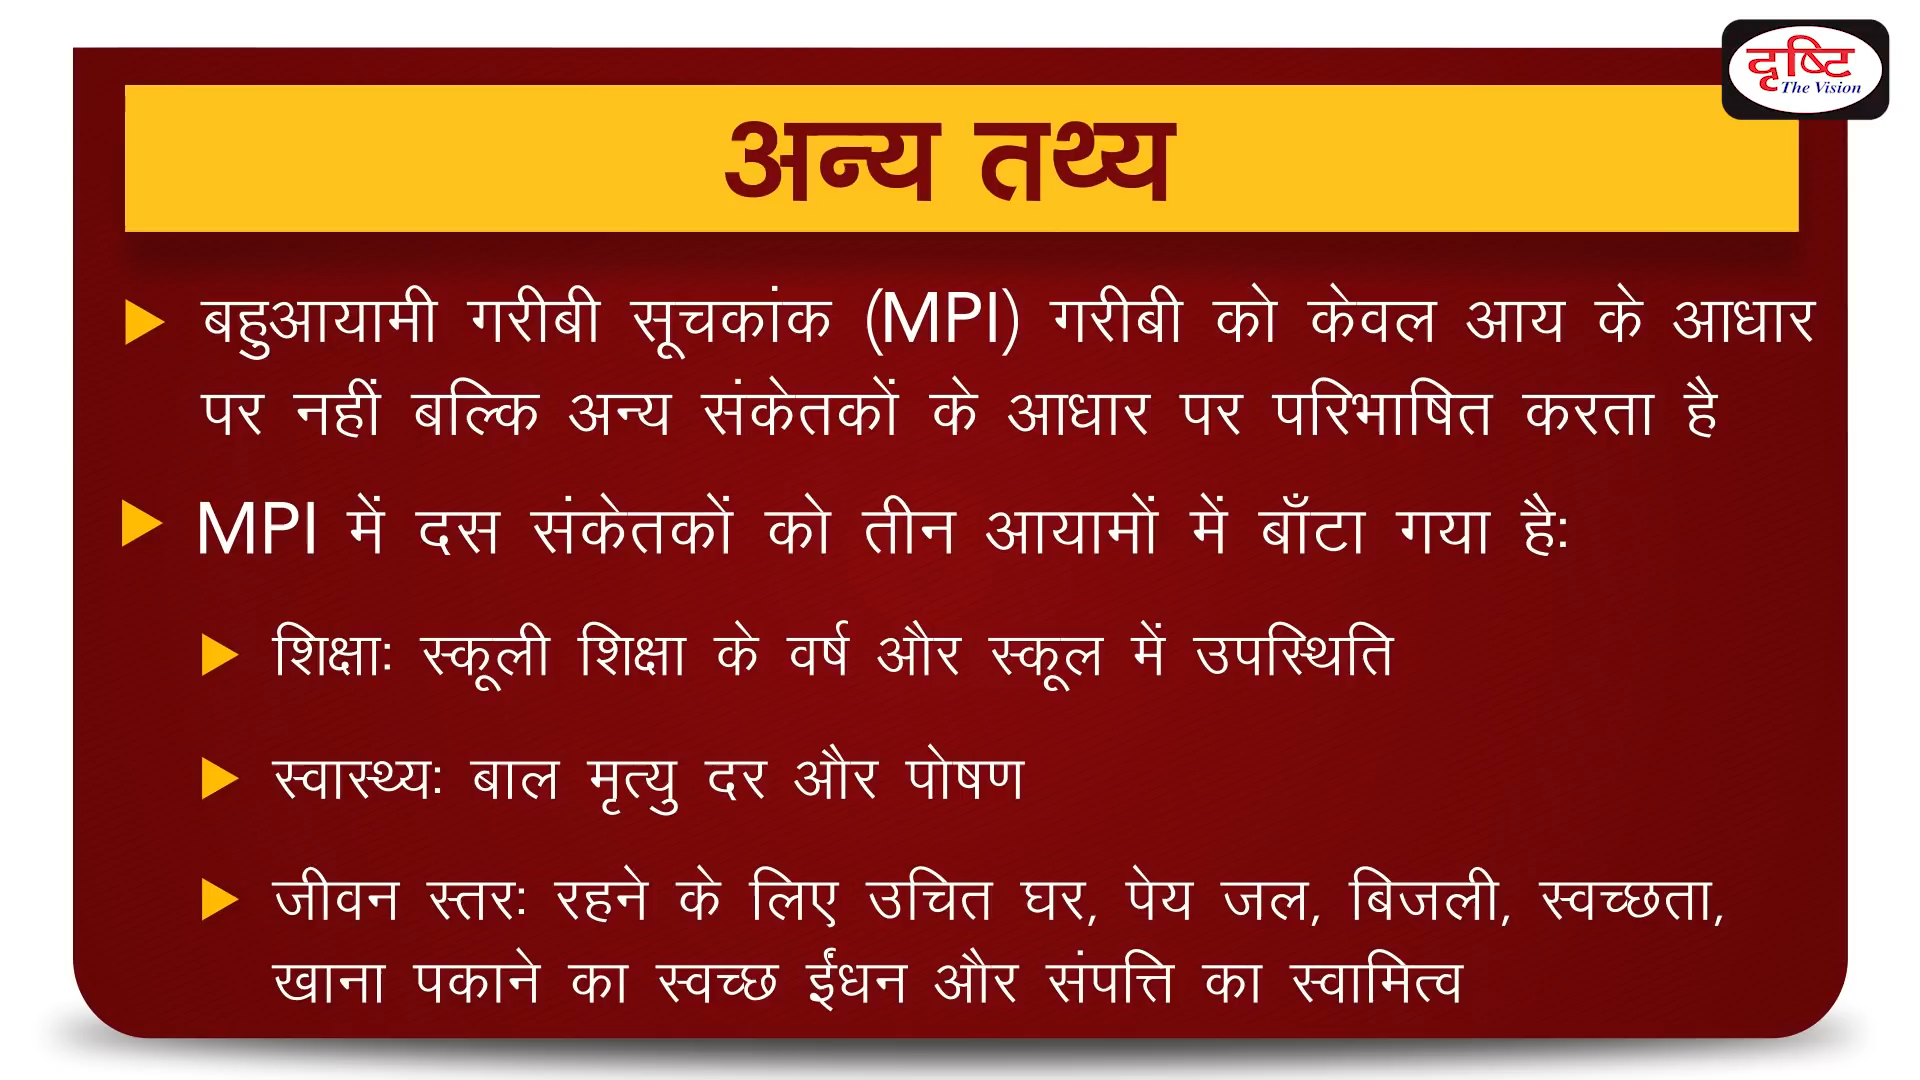 दृष्टि
The Vision
अन्य तथ्य
बहुआयामी गरीबी सूचकांक (MPI) गरीबी को केवल आय के आधार
पर नहीं बल्कि अन्य संकेतकों के आधार पर परिभाषित करता है
MPI में दस संकेतकों को तीन आयामों में बाँटा गया है:
शिक्षा: स्कूली शिक्षा के वर्ष और स्कूल में उपस्थिति
स्वास्थ्य: बाल मृत्यु दर और पोषण
जीवन स्तर: रहने के लिए उचित घर, पेय जल, बिजली, स्वच्छता,
खाना पकाने का स्वच्छ ईंधन और संपत्ति का स्वामित्व